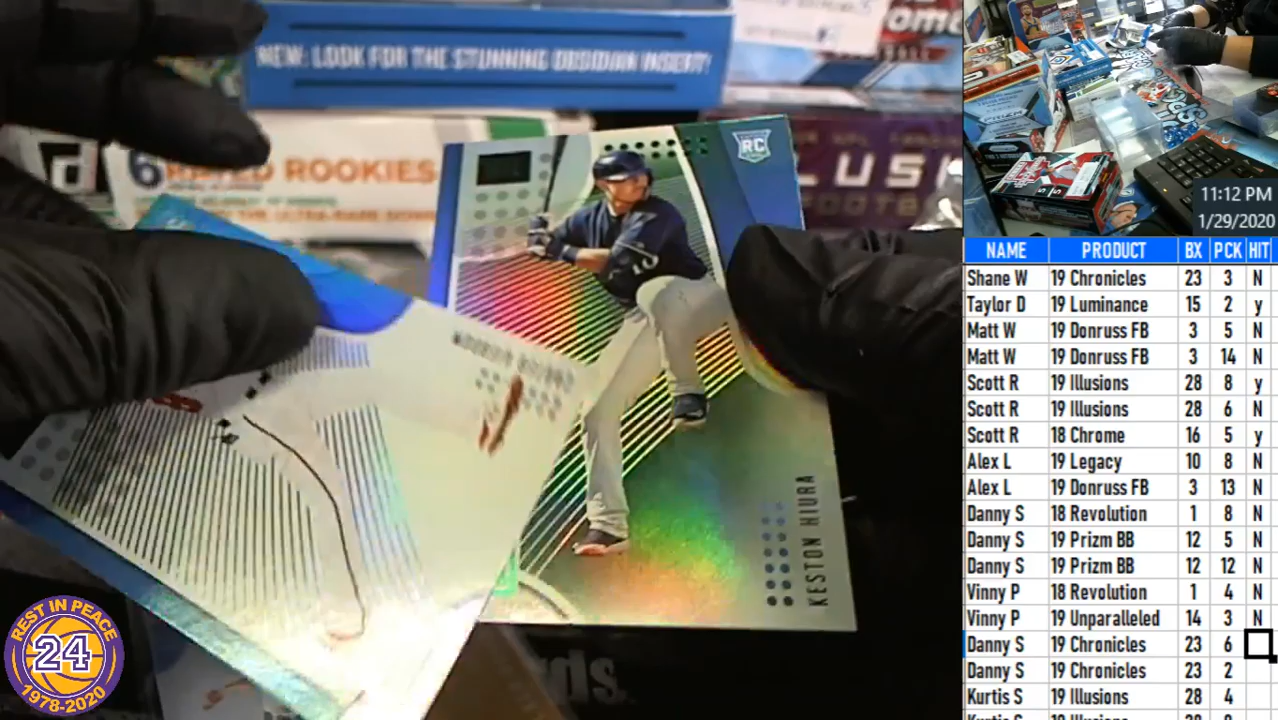 NEW: LOOK FOR THE STUNNING OBSIDIAN INSERT!
6 RATED ROOKIES
LUS
FOOTB
RC
KESTON HIURA
rds.
REST IN PEACE
24
1978-2020
11:12 PM
1/29/2020
NAME PRODUCT BX PCK HIT
Shane W 19 Chronicles 23 3 N
Taylor D 19 Luminance 15 2 y
Matt W 19 Donruss FB 3 5 N
Matt W 19 Donruss FB 3 14 N
Scott R 19 Illusions 28 8 y
Scott R 19 Illusions 28 6 N
Scott R 18 Chrome 16 5 y
Alex L 19 Legacy 10 8 N
Alex L 19 Donruss FB 3 13 N
Danny S 18 Revolution 1 8 N
Danny S 19 Prizm BB 12 5 N
Danny S 19 Prizm BB 12 12 N
Vinny P 18 Revolution 1 4 N
Vinny P 19 Unparalleled 14 3 N
Danny S 19 Chronicles 23 6
Danny S 19 Chronicles 23 2
Kurtis S 19 Illusions 28 4